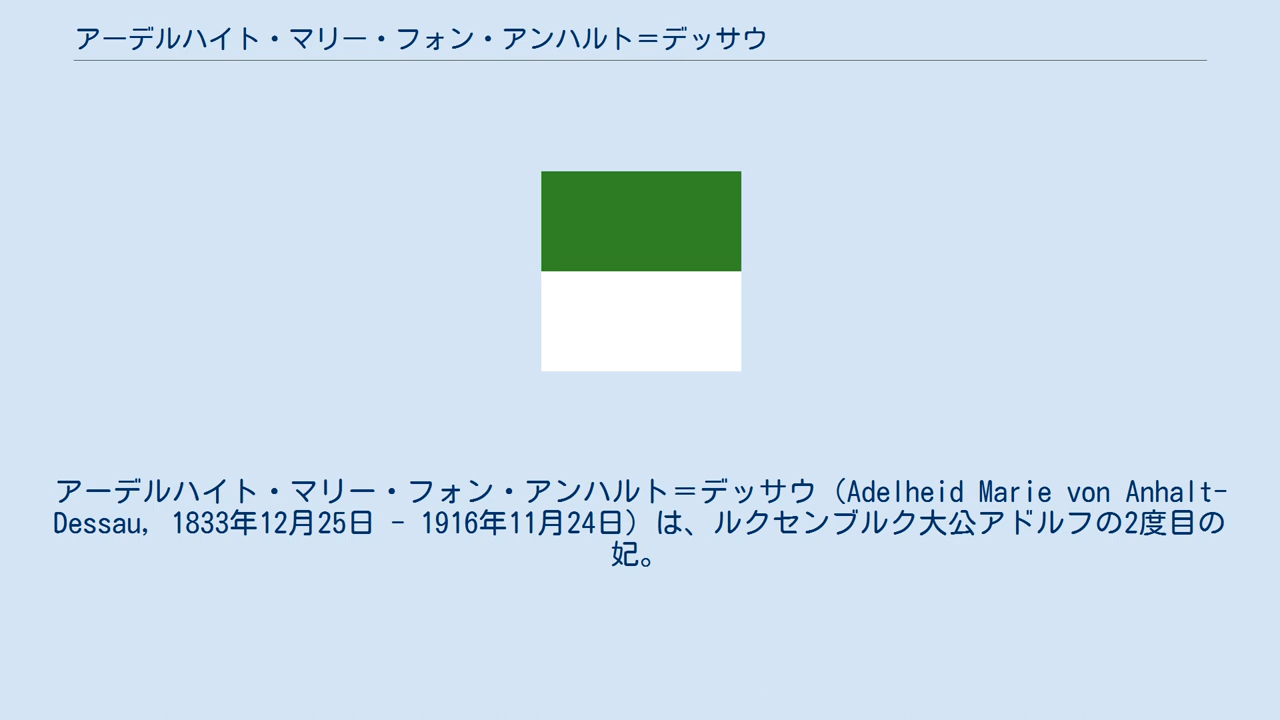 アーデルハイト・マリー・フォン・アンハルト＝デッサウ
アーデルハイト・マリー・フォン・アンハルト＝デッサウ（Adelheid Marie von Anhalt-
Dessau, 1833年12月25日 - 1916年11月24日）は、ルクセンブルク大公アドルフの2度目の
妃。